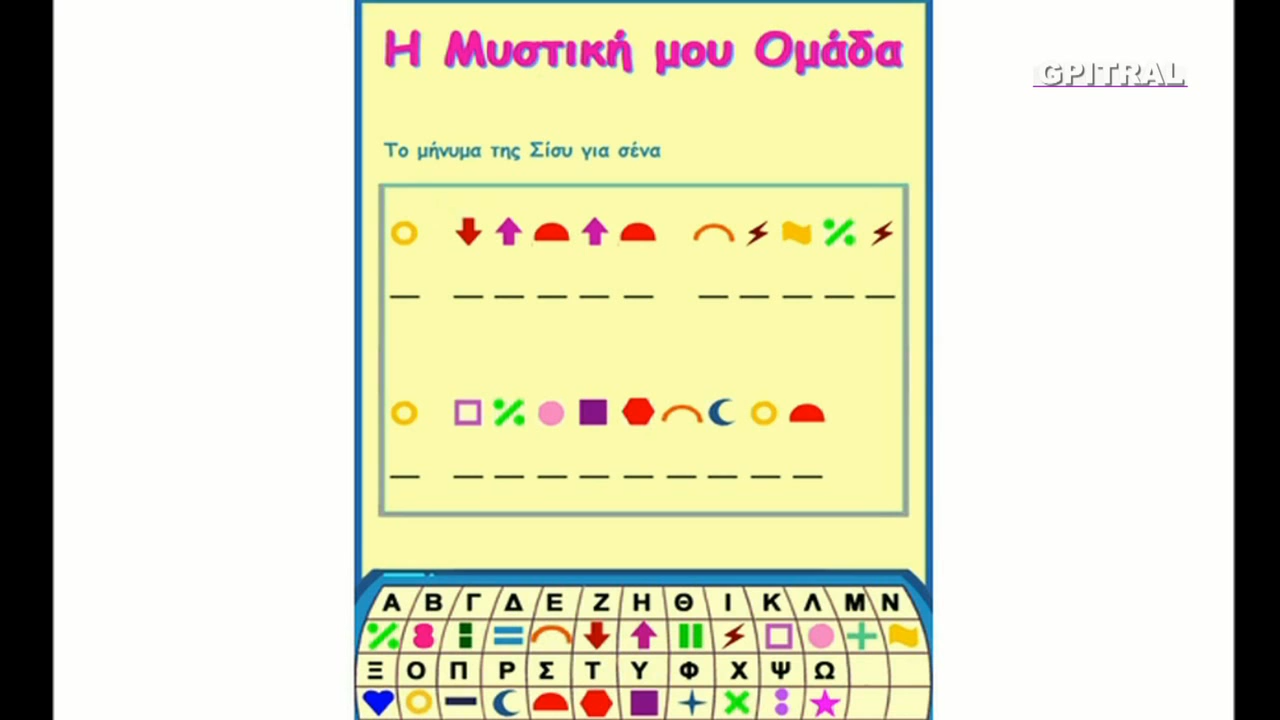 Η Μυστική μου Ομάδα
GPITRAL
Το μήνυμα της Σίσυ για σένα
Α Β Γ Δ Ε Ζ Η Θ Ι Κ Λ Μ Ν
Ξ Ο Π Ρ Σ Τ Υ Φ Χ Ψ Ω